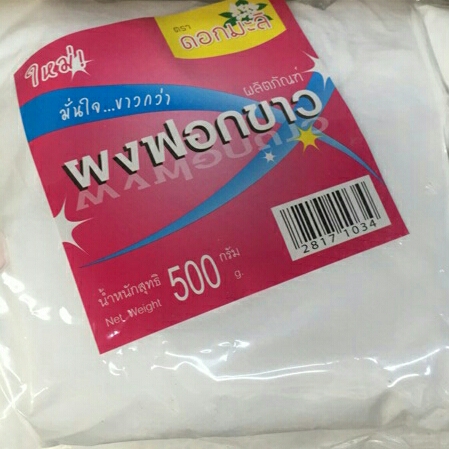 ใหม่!
ตรา
ดอกมะลิ
มั่นใจ...ขาวกว่า
ผลิตภัณฑ์
ผงฟอกขาว
น้ำหนักสุทธิ 500 กรัม
Net. Weight g.
2817 1034